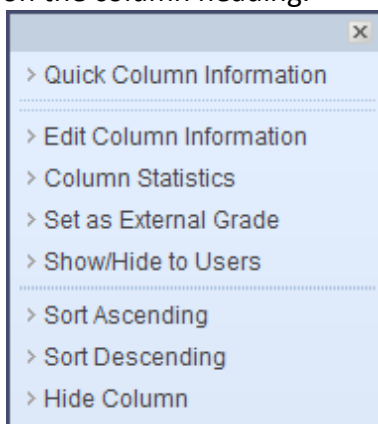 on the column heading.
> Quick Column Information
> Edit Column Information
> Column Statistics
> Set as External Grade
> Show/Hide to Users
> Sort Ascending
> Sort Descending
> Hide Column